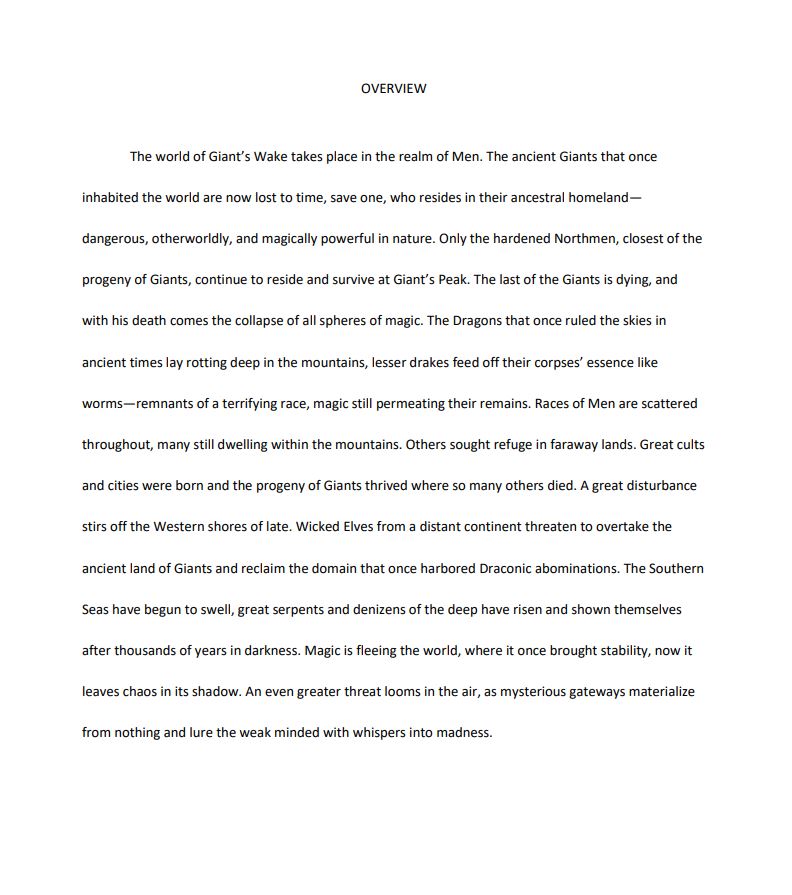 OVERVIEW
The world of Giant’s Wake takes place in the realm of Men. The ancient Giants that once
inhabited the world are now lost to time, save one, who resides in their ancestral homeland—
dangerous, otherworldly, and magically powerful in nature. Only the hardened Northmen, closest of the
progeny of Giants, continue to reside and survive at Giant’s Peak. The last of the Giants is dying, and
with his death comes the collapse of all spheres of magic. The Dragons that once ruled the skies in
ancient times lay rotting deep in the mountains, lesser drakes feed off their corpses’ essence like
worms—remnants of a terrifying race, magic still permeating their remains. Races of Men are scattered
throughout, many still dwelling within the mountains. Others sought refuge in faraway lands. Great cults
and cities were born and the progeny of Giants thrived where so many others died. A great disturbance
stirs off the Western shores of late. Wicked Elves from a distant continent threaten to overtake the
ancient land of Giants and reclaim the domain that once harbored Draconic abominations. The Southern
Seas have begun to swell, great serpents and denizens of the deep have risen and shown themselves
after thousands of years in darkness. Magic is fleeing the world, where it once brought stability, now it
leaves chaos in its shadow. An even greater threat looms in the air, as mysterious gateways materialize
from nothing and lure the weak minded with whispers into madness.